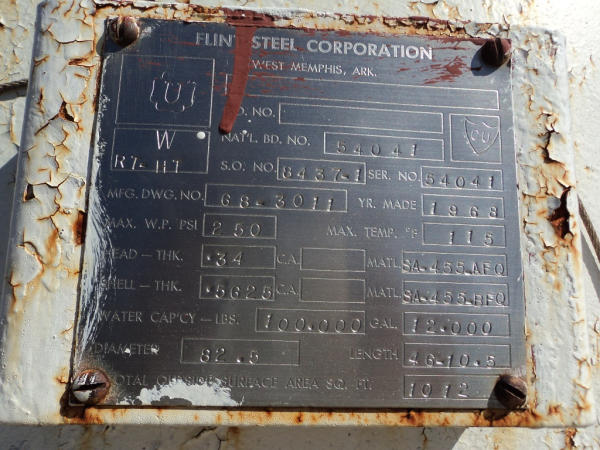 FLINT STEEL CORPORATION
WEST MEMPHIS, ARK.
U
W
O. NO.
CU
RT-HT
NAT'L. BD. NO. 54041
S.O. NO. 8437-1 SER. NO. 54041
MFG. DWG. NO. 68-3011 YR. MADE 1968
MAX. W.P. PSI 250 MAX. TEMP. °F 115
HEAD - THK. .34 C.A. MATL SA-455-AFQ
SHELL - THK. .5625 C.A. MATL SA-455-BFQ
WATER CAP'CY - LBS. 100.000 GAL. 12.000
DIAMETER 82.5 LENGTH 46-10.5
TOTAL OUTSIDE SURFACE AREA SQ. FT. 1012